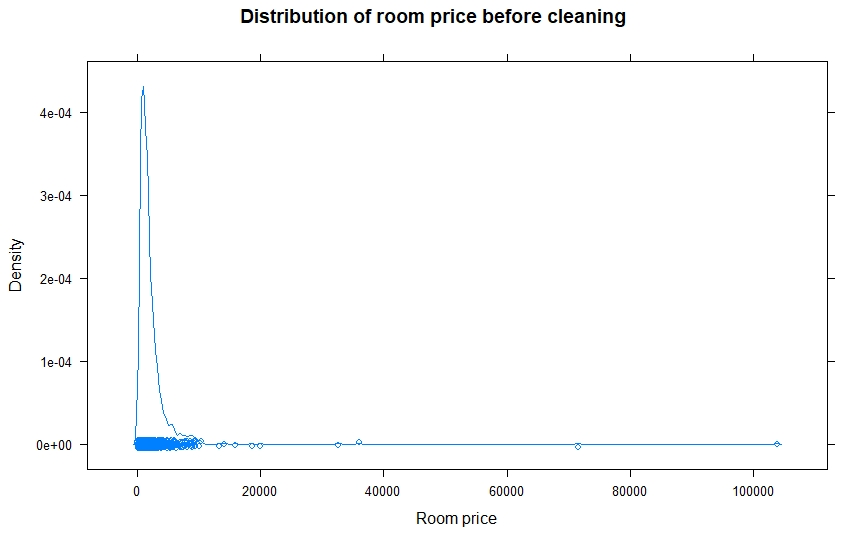 Distribution of room price before cleaning
4e-04
3e-04
2e-04
1e-04
0e+00
Density
0 20000 40000 60000 80000 100000
Room price